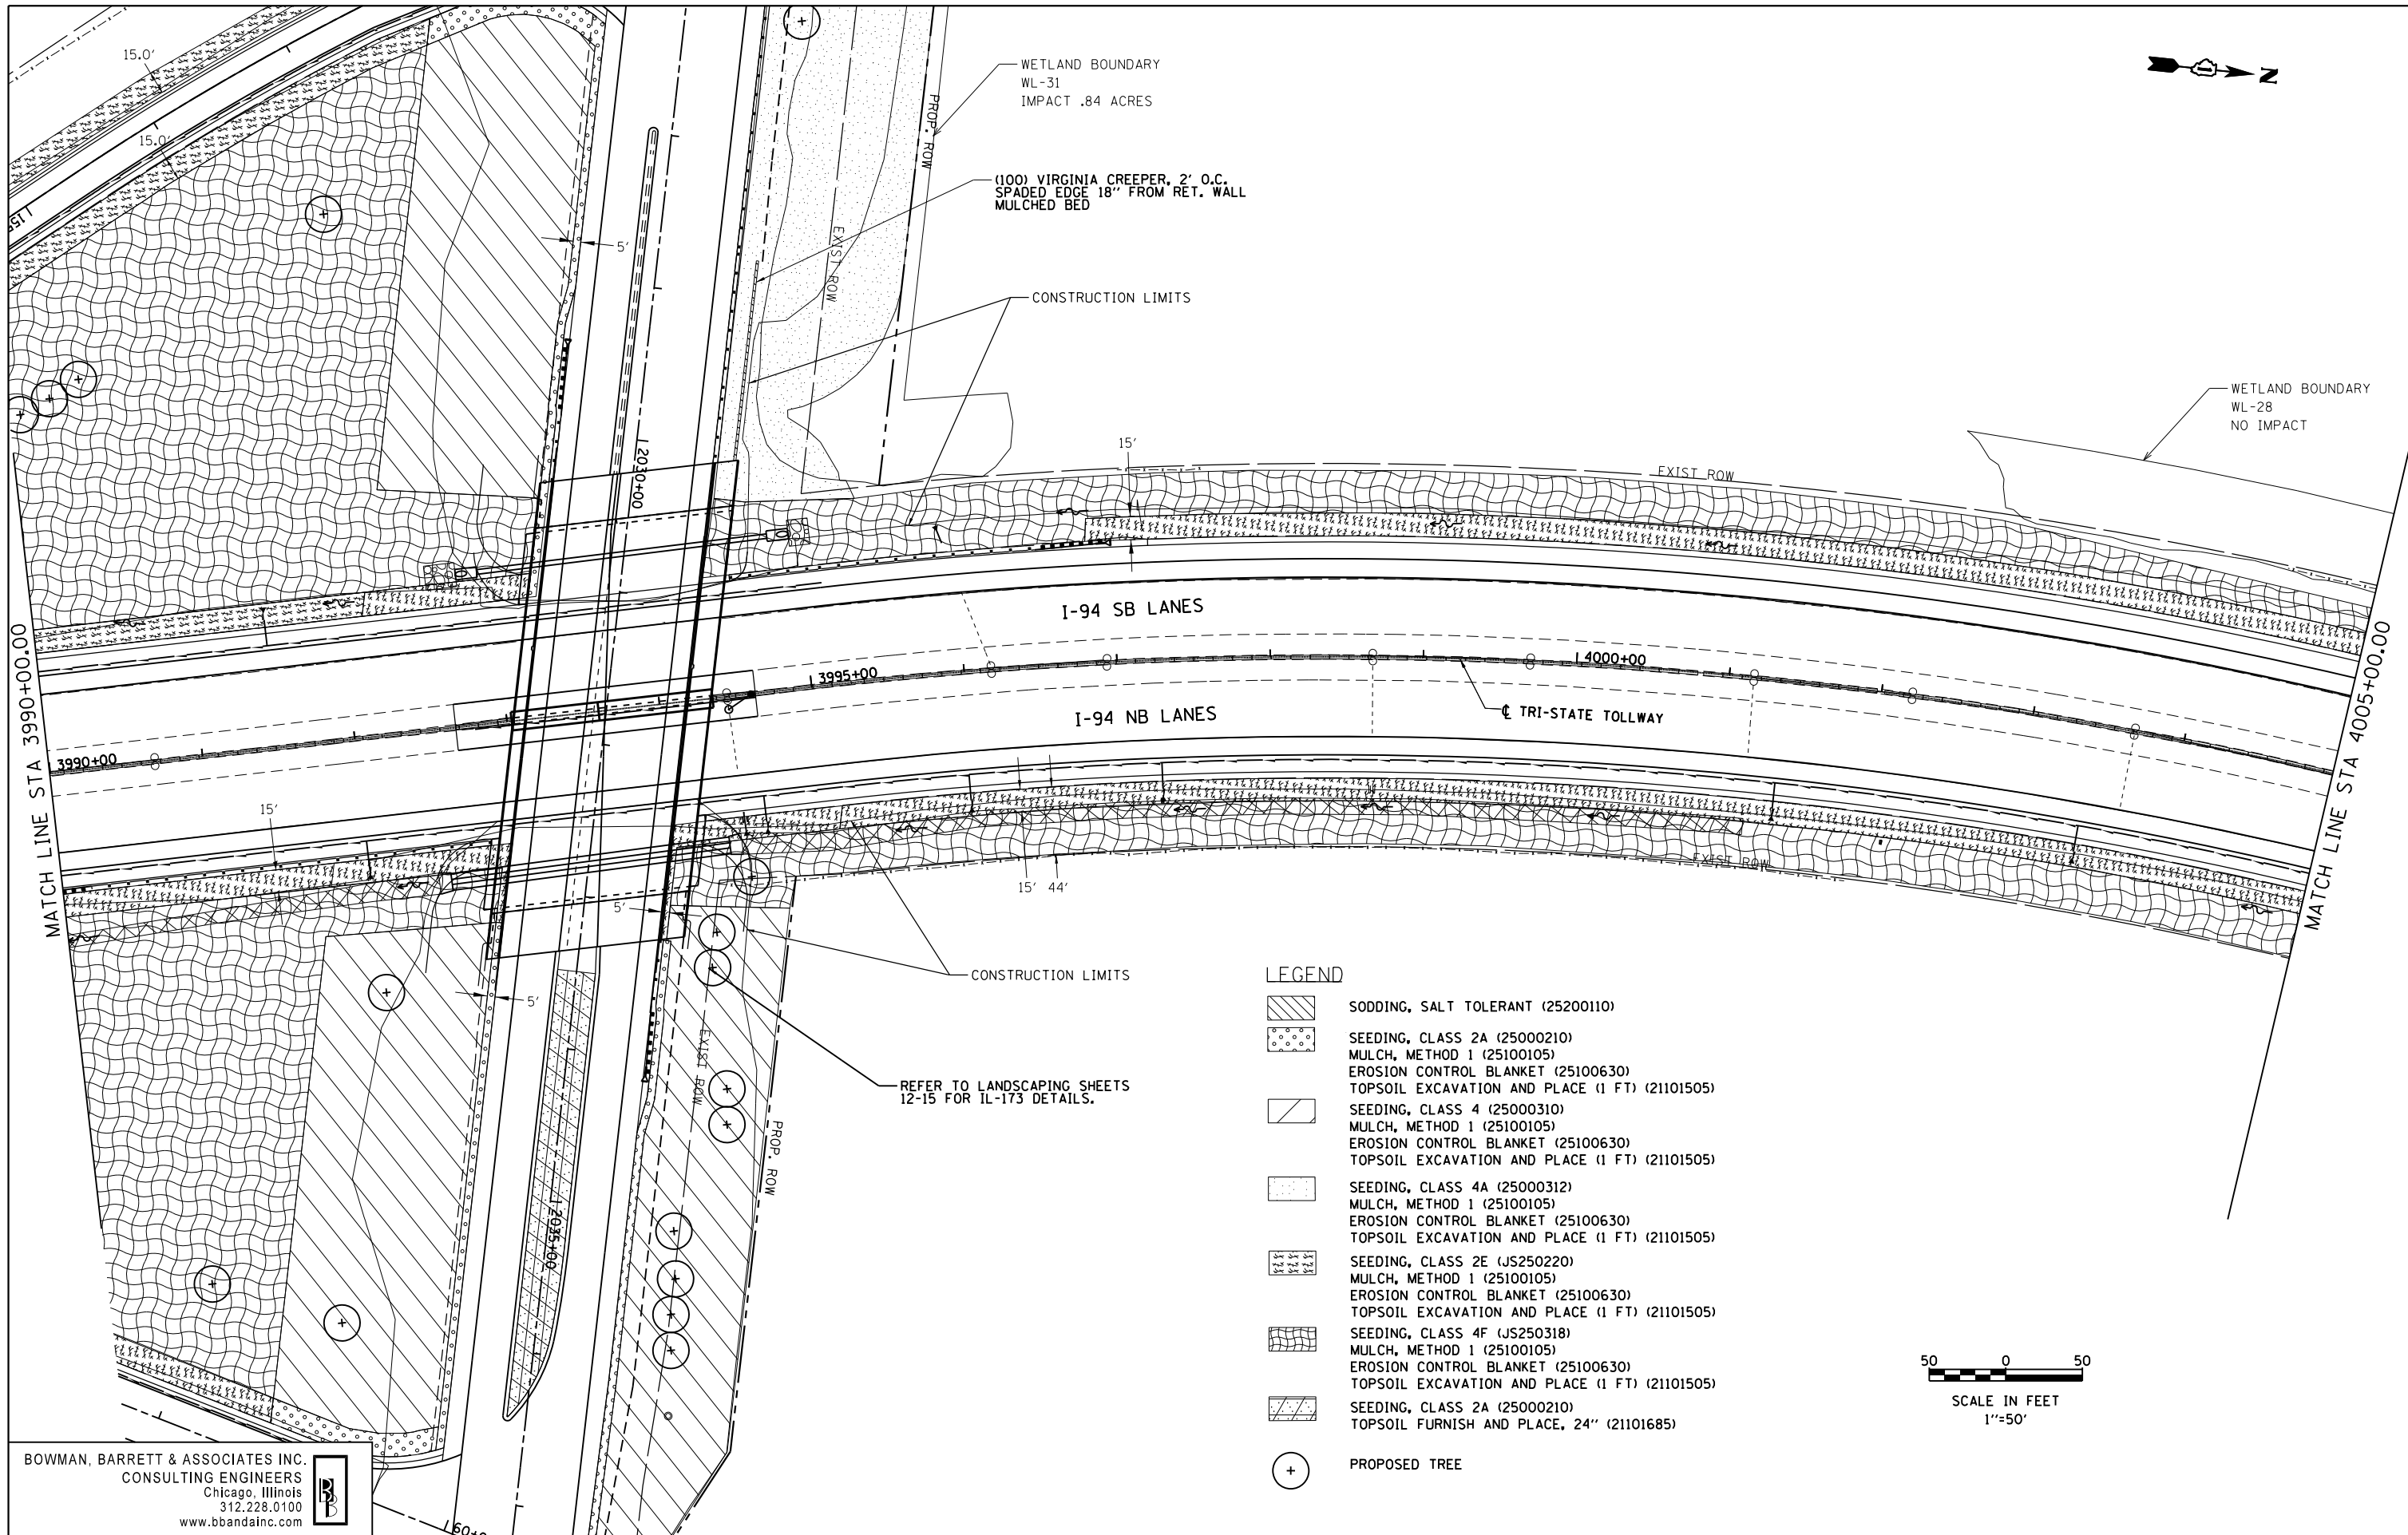 15.0'
15.0'
WETLAND BOUNDARY
WL-31
IMPACT .84 ACRES
N
PROP. ROW
(100) VIRGINIA CREEPER, 2' O.C.
SPADED EDGE 18" FROM RET. WALL
MULCHED BED
EXIST ROW
5'
CONSTRUCTION LIMITS
2030+00
WETLAND BOUNDARY
WL-28
NO IMPACT
15'
EXIST ROW
I-94 SB LANES
3995+00
4000+00
I-94 NB LANES
℄ TRI-STATE TOLLWAY
3990+00
MATCH LINE STA 3990+00.00
MATCH LINE STA 4005+00.00
15'
15'
44'
EXIST ROW
5'
5'
CONSTRUCTION LIMITS
EXIST ROW
REFER TO LANDSCAPING SHEETS
12-15 FOR IL-173 DETAILS.
PROP. ROW
2035+00
LEGEND
SODDING, SALT TOLERANT (25200110)
SEEDING, CLASS 2A (25000210)
MULCH, METHOD 1 (25100105)
EROSION CONTROL BLANKET (25100630)
TOPSOIL EXCAVATION AND PLACE (1 FT) (21101505)
SEEDING, CLASS 4 (25000310)
MULCH, METHOD 1 (25100105)
EROSION CONTROL BLANKET (25100630)
TOPSOIL EXCAVATION AND PLACE (1 FT) (21101505)
SEEDING, CLASS 4A (25000312)
MULCH, METHOD 1 (25100105)
EROSION CONTROL BLANKET (25100630)
TOPSOIL EXCAVATION AND PLACE (1 FT) (21101505)
SEEDING, CLASS 2E (JS250220)
MULCH, METHOD 1 (25100105)
EROSION CONTROL BLANKET (25100630)
TOPSOIL EXCAVATION AND PLACE (1 FT) (21101505)
SEEDING, CLASS 4F (JS250318)
MULCH, METHOD 1 (25100105)
EROSION CONTROL BLANKET (25100630)
TOPSOIL EXCAVATION AND PLACE (1 FT) (21101505)
SEEDING, CLASS 2A (25000210)
TOPSOIL FURNISH AND PLACE, 24" (21101685)
PROPOSED TREE
50 0 50
SCALE IN FEET
1"=50'
BOWMAN, BARRETT & ASSOCIATES INC.
CONSULTING ENGINEERS
Chicago, Illinois
312.228.0100
www.bbandainc.com